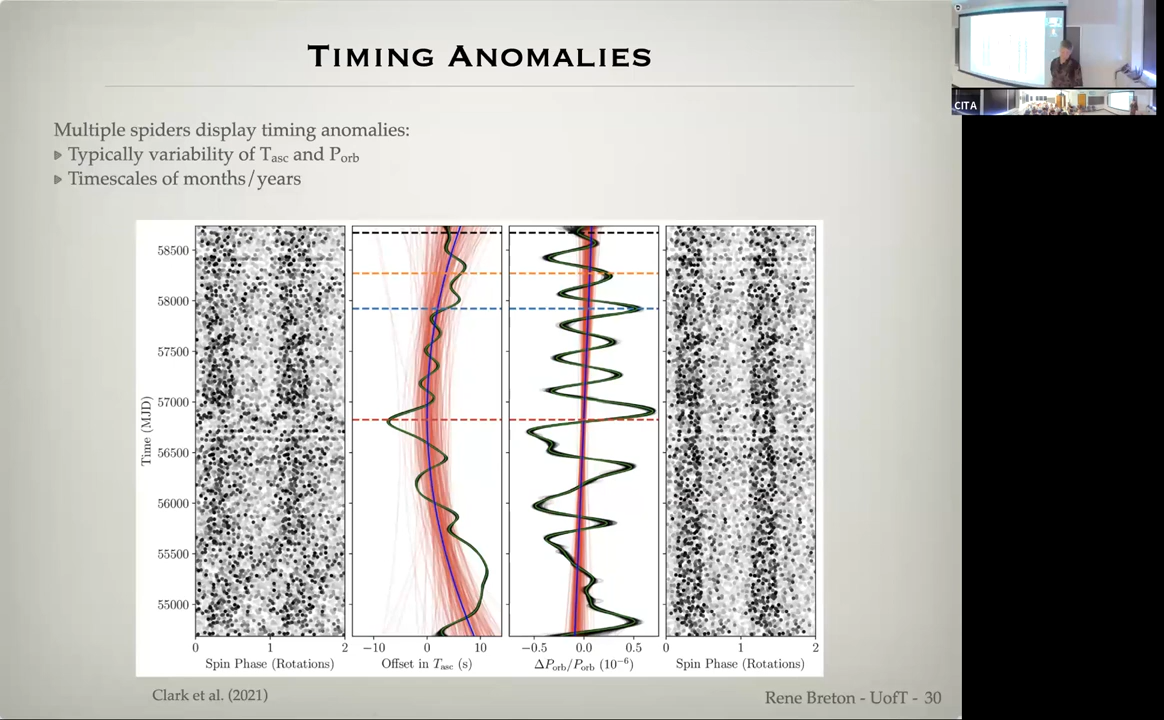 TIMING ANOMALIES
Multiple spiders display timing anomalies:
Typically variability of Tasc and Porb
Timescales of months/years
CITA
Time (MJD)
58500
58000
57500
57000
56500
56000
55500
55000
0 1 2
Spin Phase (Rotations)
−10 0 10
Offset in Tasc (s)
−0.5 0.0 0.5
ΔPorb/Porb (10⁻⁶)
0 1 2
Spin Phase (Rotations)
Clark et al. (2021)
Rene Breton - UofT - 30